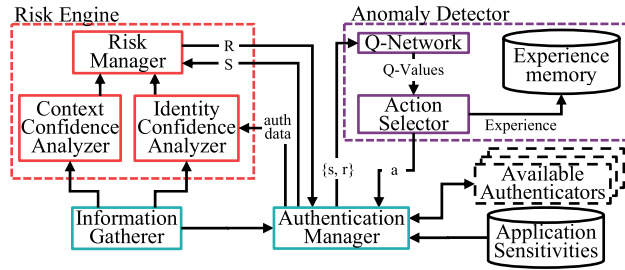 Risk Engine
Anomaly Detector
Risk
Manager
R
S
Q-Network
Q-Values
Experience
memory
Context
Confidence
Analyzer
Identity
Confidence
Analyzer
auth
data
Action
Selector
Experience
{s, r}
a
Available
Authenticators
Information
Gatherer
Authentication
Manager
Application
Sensitivities